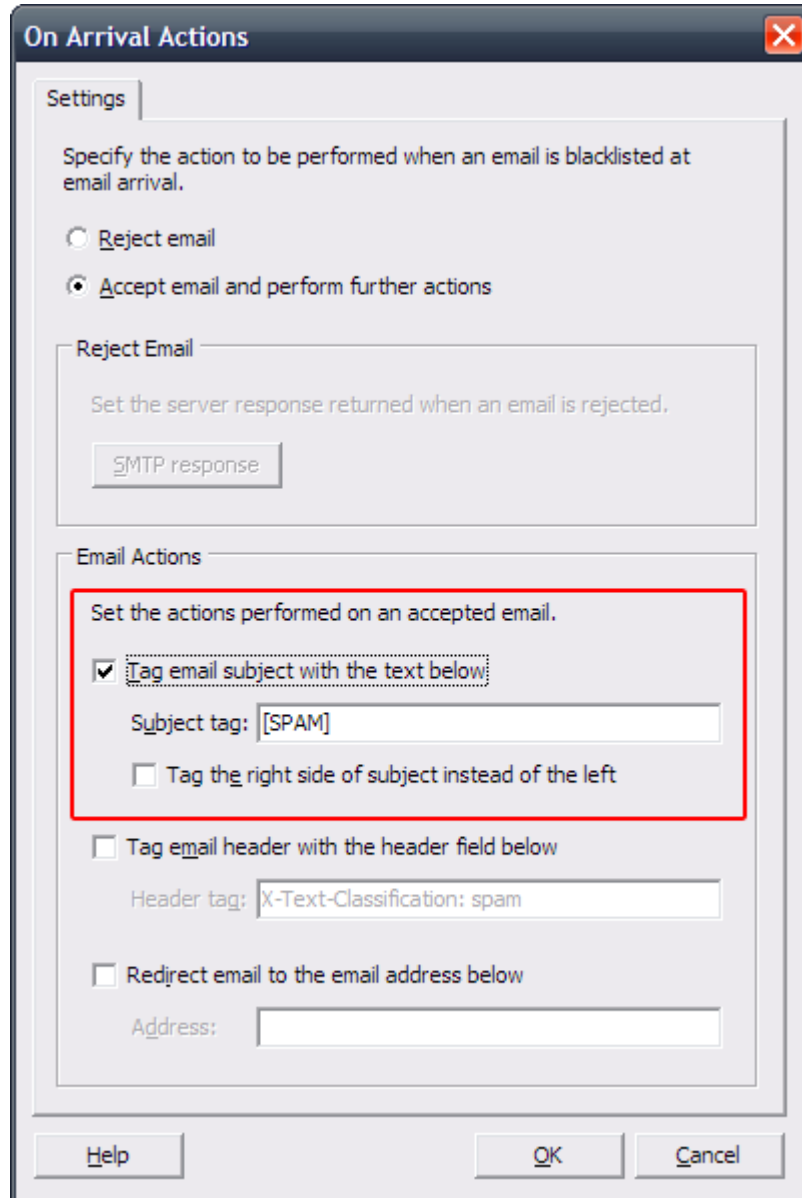 On Arrival Actions
Settings
Specify the action to be performed when an email is blacklisted at
email arrival.
Reject email
Accept email and perform further actions
Reject Email
Set the server response returned when an email is rejected.
SMTP response
Email Actions
Set the actions performed on an accepted email.
Tag email subject with the text below
Subject tag: [SPAM]
Tag the right side of subject instead of the left
Tag email header with the header field below
Header tag: X-Text-Classification: spam
Redirect email to the email address below
Address:
Help OK Cancel